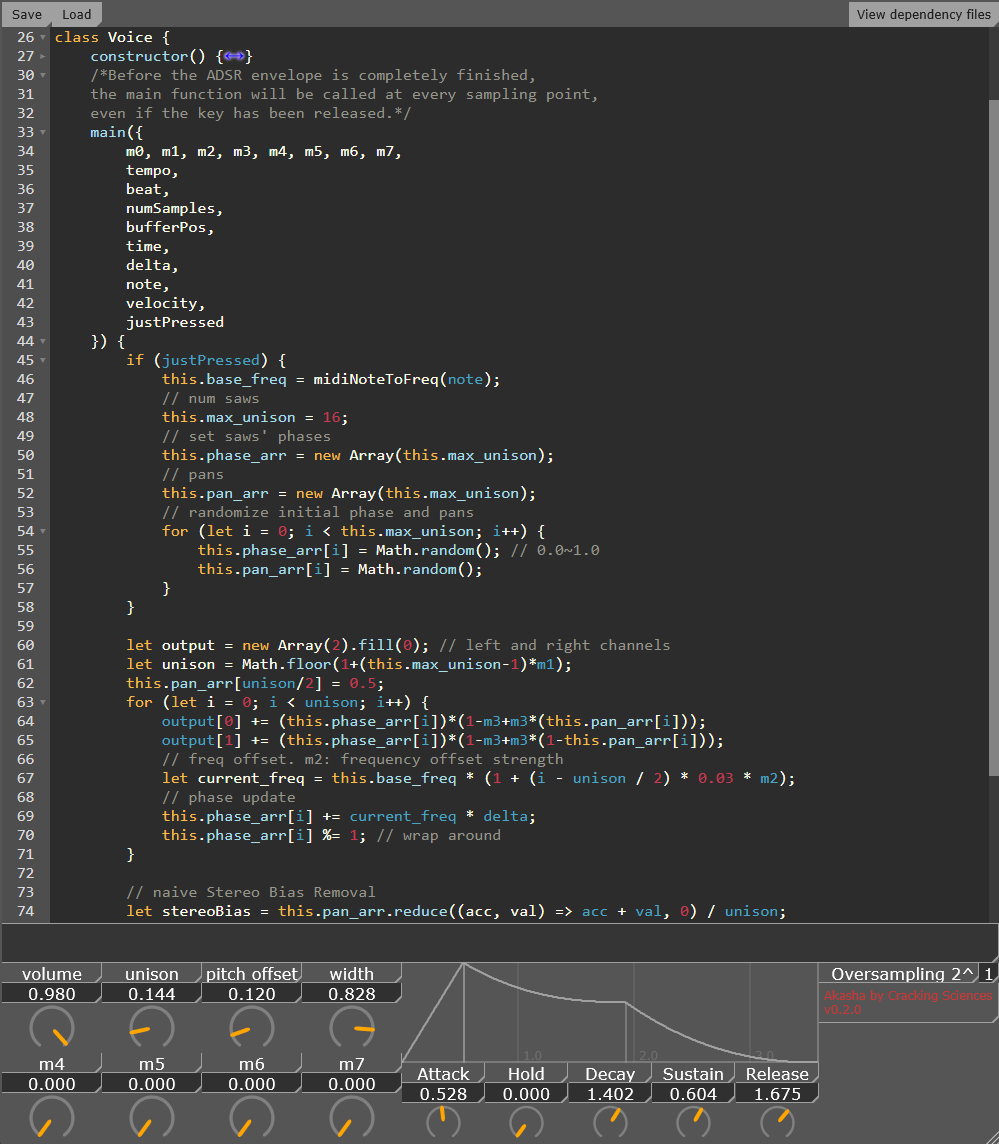 Save Load View dependency files
26 class Voice {
27 constructor() {}
30 /*Before the ADSR envelope is completely finished,
31 the main function will be called at every sampling point,
32 even if the key has been released.*/
33 main({
34 m0, m1, m2, m3, m4, m5, m6, m7,
35 tempo,
36 beat,
37 numSamples,
38 bufferPos,
39 time,
40 delta,
41 note,
42 velocity,
43 justPressed
44 }) {
45 if (justPressed) {
46 this.base_freq = midiNoteToFreq(note);
47 // num saws
48 this.max_unison = 16;
49 // set saws' phases
50 this.phase_arr = new Array(this.max_unison);
51 // pans
52 this.pan_arr = new Array(this.max_unison);
53 // randomize initial phase and pans
54 for (let i = 0; i < this.max_unison; i++) {
55 this.phase_arr[i] = Math.random(); // 0.0~1.0
56 this.pan_arr[i] = Math.random();
57 }
58 }
59
60 let output = new Array(2).fill(0); // left and right channels
61 let unison = Math.floor(1+(this.max_unison-1)*m1);
62 this.pan_arr[unison/2] = 0.5;
63 for (let i = 0; i < unison; i++) {
64 output[0] += (this.phase_arr[i])*(1-m3+m3*(this.pan_arr[i]));
65 output[1] += (this.phase_arr[i])*(1-m3+m3*(1-this.pan_arr[i]));
66 // freq offset. m2: frequency offset strength
67 let current_freq = this.base_freq * (1 + (i - unison / 2) * 0.03 * m2);
68 // phase update
69 this.phase_arr[i] += current_freq * delta;
70 this.phase_arr[i] %= 1; // wrap around
71 }
72
73 // naive Stereo Bias Removal
74 let stereoBias = this.pan_arr.reduce((acc, val) => acc + val, 0) / unison;
volume unison pitch offset width Oversampling 2^ 1
0.980 0.144 0.120 0.828
Akasha by Cracking Sciences
v0.2.0
1.0 2.0 3.0
m4 m5 m6 m7
0.000 0.000 0.000 0.000
Attack Hold Decay Sustain Release
0.528 0.000 1.402 0.604 1.675